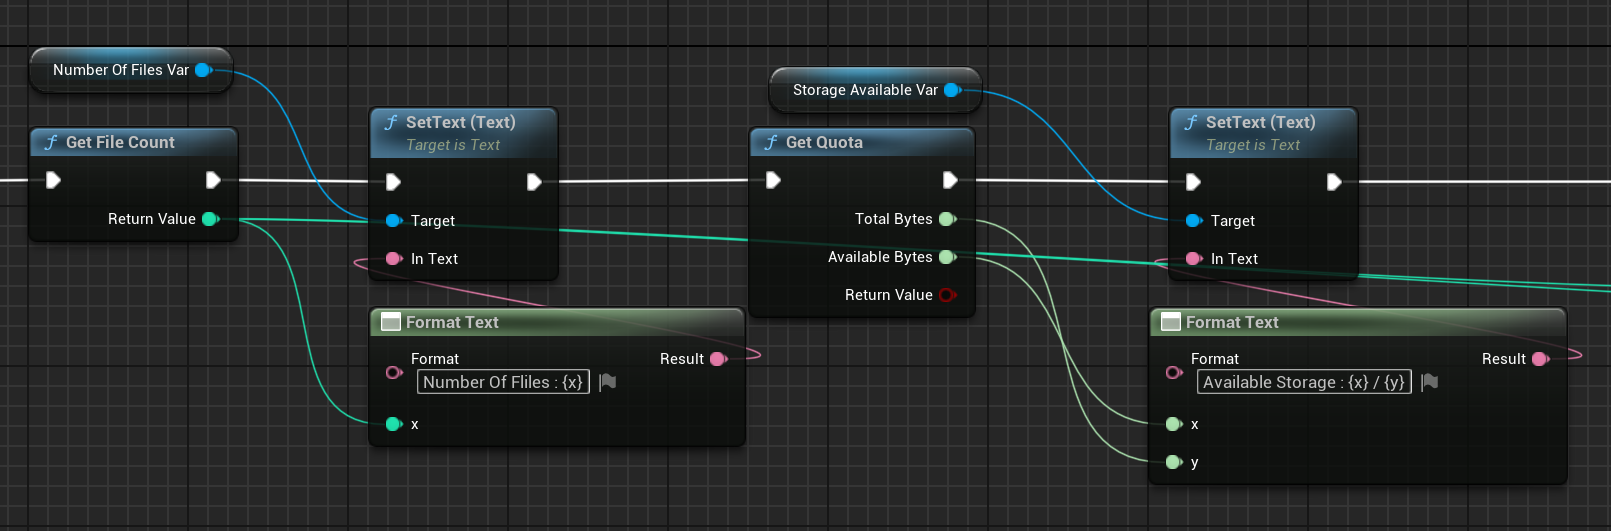 Number Of Files Var
Get File Count
Return Value
SetText (Text)
Target is Text
Target
In Text
Format Text
Format
Result
Number Of Fliles : {x}
x
Storage Available Var
Get Quota
Total Bytes
Available Bytes
Return Value
SetText (Text)
Target is Text
Target
In Text
Format Text
Format
Result
Available Storage : {x} / {y}
x
y